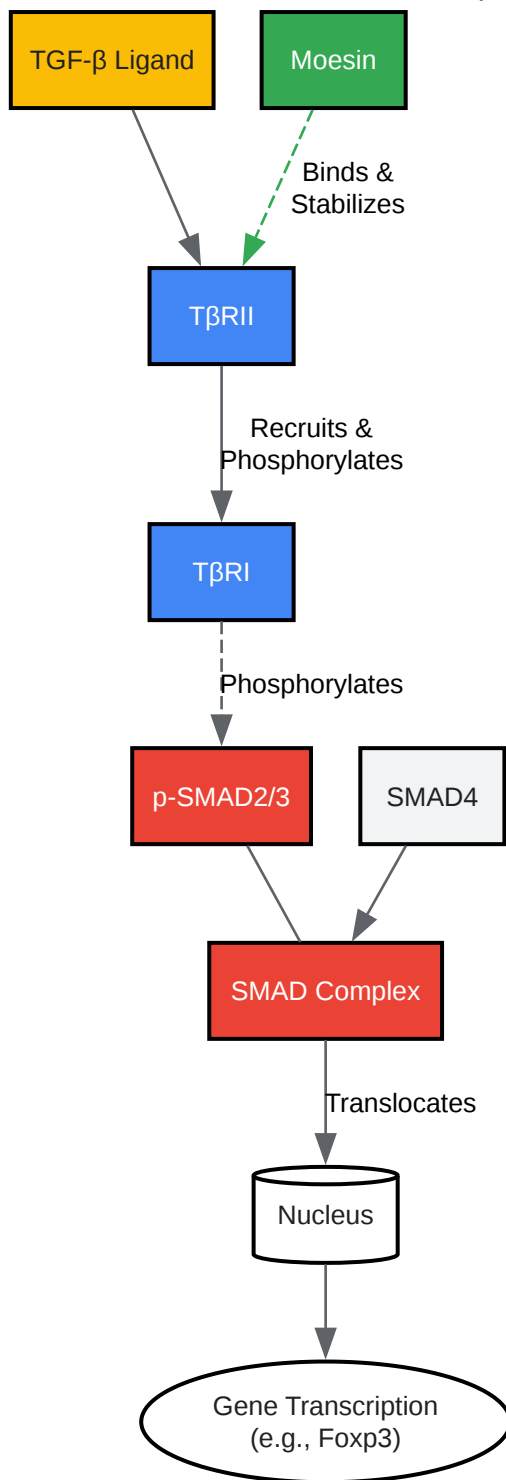 TGF-β Ligand
Moesin
Binds &
Stabilizes
TβRII
Recruits &
Phosphorylates
TβRI
Phosphorylates
p-SMAD2/3
SMAD4
SMAD Complex
Translocates
Nucleus
Gene Transcription
(e.g., Foxp3)